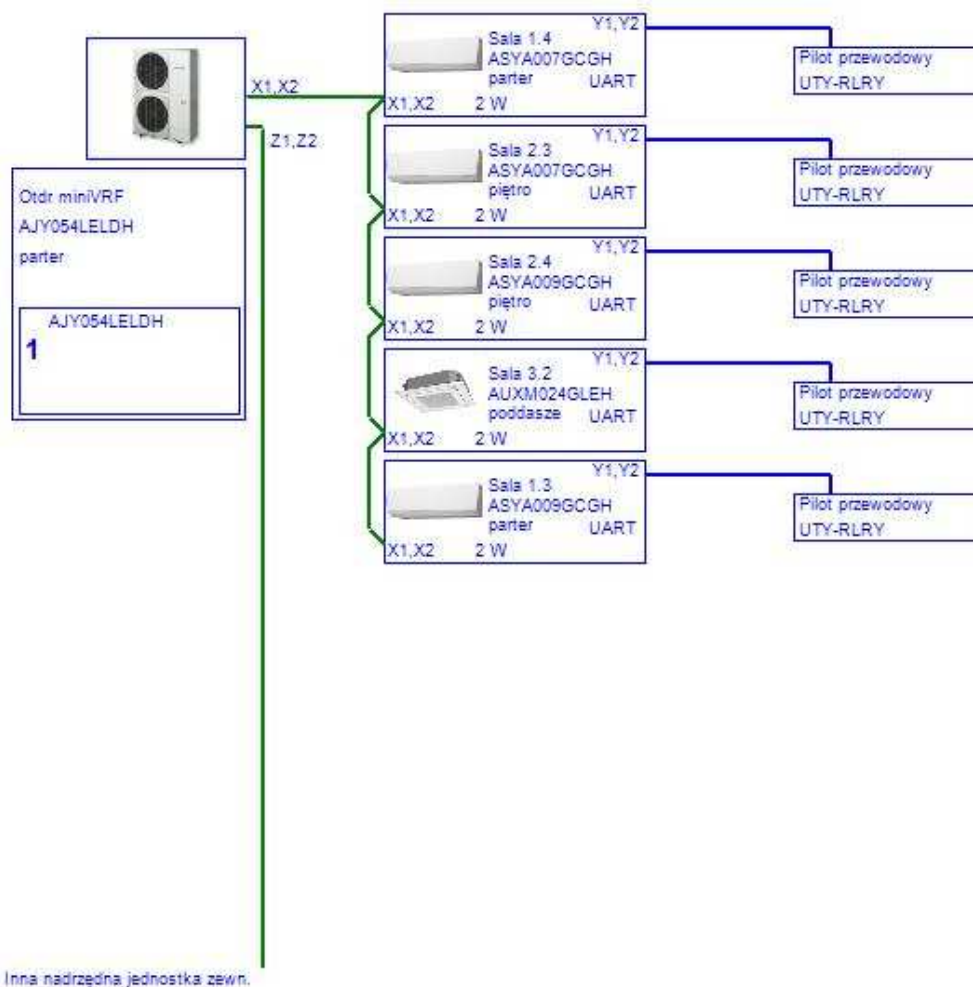 X1,X2
Z1,Z2
Otdr miniVRF
AJY054LELDH
parter
AJY054LELDH
1
Y1,Y2
Sala 1.4
ASYA007GCGH
parter UART
X1,X2 2 W
Pilot przewodowy
UTY-RLRY
Y1,Y2
Sala 2.3
ASYA007GCGH
piętro UART
X1,X2 2 W
Pilot przewodowy
UTY-RLRY
Y1,Y2
Sala 2.4
ASYA009GCGH
piętro UART
X1,X2 2 W
Pilot przewodowy
UTY-RLRY
Y1,Y2
Sala 3.2
AUXM024GLEH
poddasze UART
X1,X2 2 W
Pilot przewodowy
UTY-RLRY
Y1,Y2
Sala 1.3
ASYA009GCGH
parter UART
X1,X2 2 W
Pilot przewodowy
UTY-RLRY
Inna nadrzędna jednostka zewn.